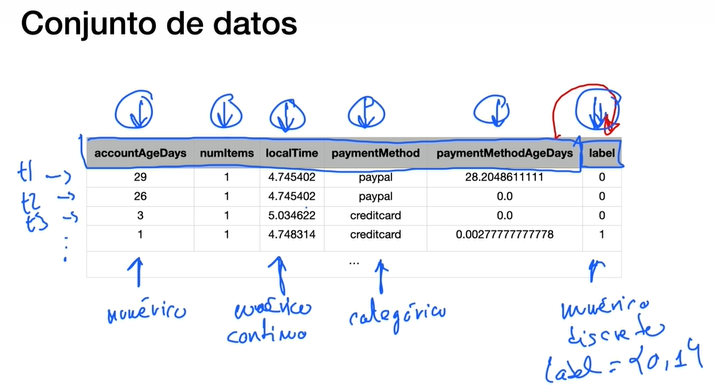 Conjunto de datos
accountAgeDays numItems localTime paymentMethod paymentMethodAgeDays label
t1 → 29 1 4.745402 paypal 28.2048611111 0
t2 → 26 1 4.745402 paypal 0.0 0
t3 → 3 1 5.034622 creditcard 0.0 0
1 1 4.748314 creditcard 0.00277777777778 1
...
numérico numérico categórico numérico
continuo discreto
label = {0,1}